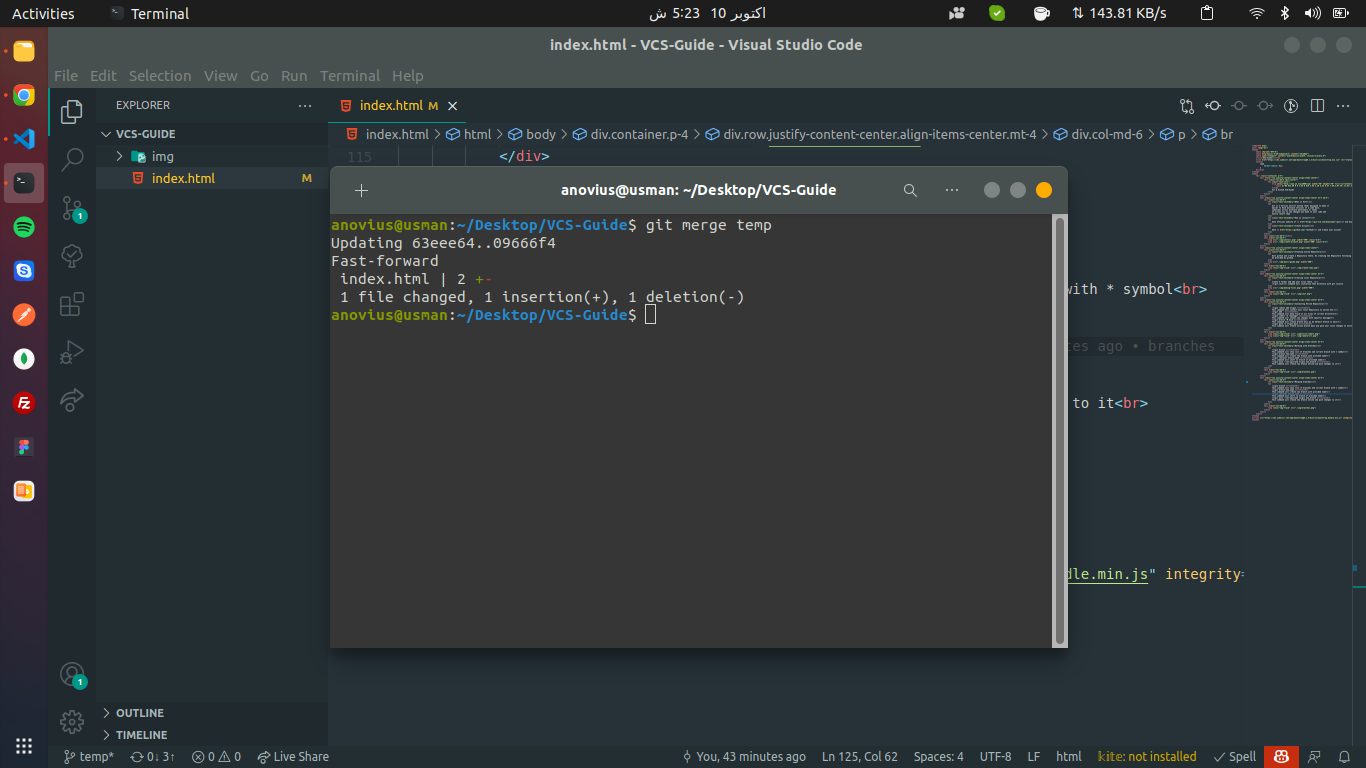 Activities
Terminal
اکتوبر 10  5:23 ش
143.81 KB/s
index.html - VCS-Guide - Visual Studio Code
File Edit Selection View Go Run Terminal Help
EXPLORER
index.html M
VCS-GUIDE
index.html > html > body > div.container.p-4 > div.row.justify-content-center.align-items-center.mt-4 > div.col-md-6 > p > br
img
115 </div>
index.html M
anovius@usman: ~/Desktop/VCS-Guide
anovius@usman:~/Desktop/VCS-Guide$ git merge temp
Updating 63eee64..09666f4
Fast-forward
index.html | 2 +-
1 file changed, 1 insertion(+), 1 deletion(-)
anovius@usman:~/Desktop/VCS-Guide$
with * symbol<br>
ago • branches
to it<br>
dle.min.js" integrity=
1
1
OUTLINE
TIMELINE
temp* 0↓ 3↑ 0 0 Live Share
You, 43 minutes ago Ln 125, Col 62 Spaces: 4 UTF-8 LF html kite: not installed Spell